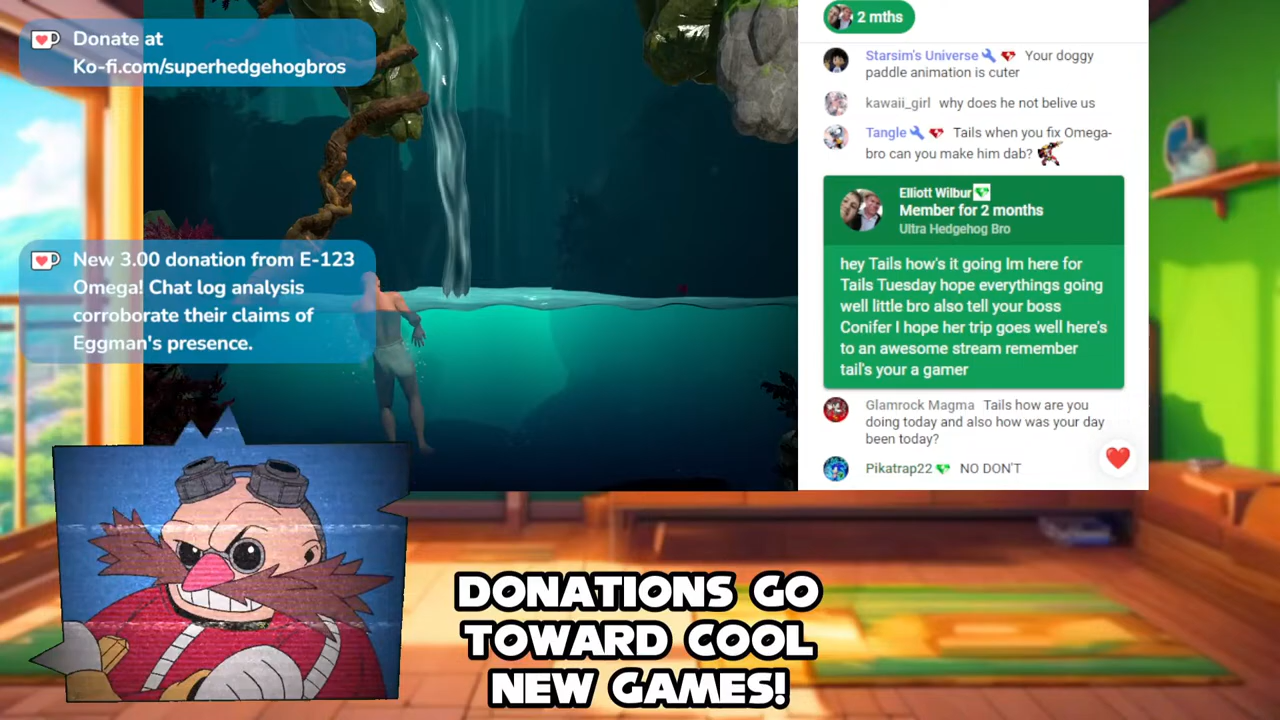 Donate at
Ko-fi.com/superhedgehogbros
New 3.00 donation from E-123
Omega! Chat log analysis
corroborate their claims of
Eggman's presence.
2 mths
Starsim's Universe Your doggy
paddle animation is cuter
kawaii_girl why does he not belive us
Tangle Tails when you fix Omega-
bro can you make him dab?
Elliott Wilbur
Member for 2 months
Ultra Hedgehog Bro
hey Tails how's it going Im here for
Tails Tuesday hope everythings going
well little bro also tell your boss
Conifer I hope her trip goes well here's
to an awesome stream remember
tail's your a gamer
Glamrock Magma Tails how are you
doing today and also how was your day
been today?
Pikatrap22 NO DON'T
DONATIONS GO
TOWARD COOL
NEW GAMES!